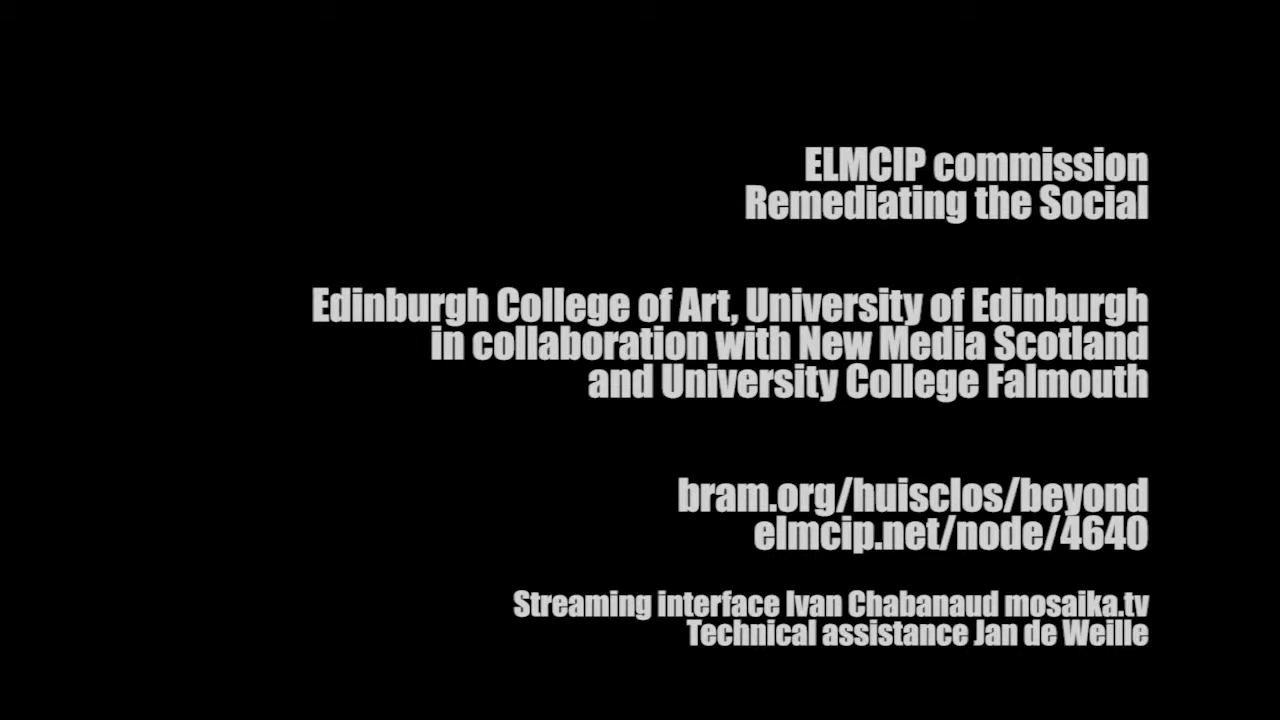 ELMCIP commission
Remediating the Social
Edinburgh College of Art, University of Edinburgh
in collaboration with New Media Scotland
and University College Falmouth
bram.org/huisclos/beyond
elmcip.net/node/4640
Streaming interface Ivan Chabanaud mosaika.tv
Technical assistance Jan de Weille